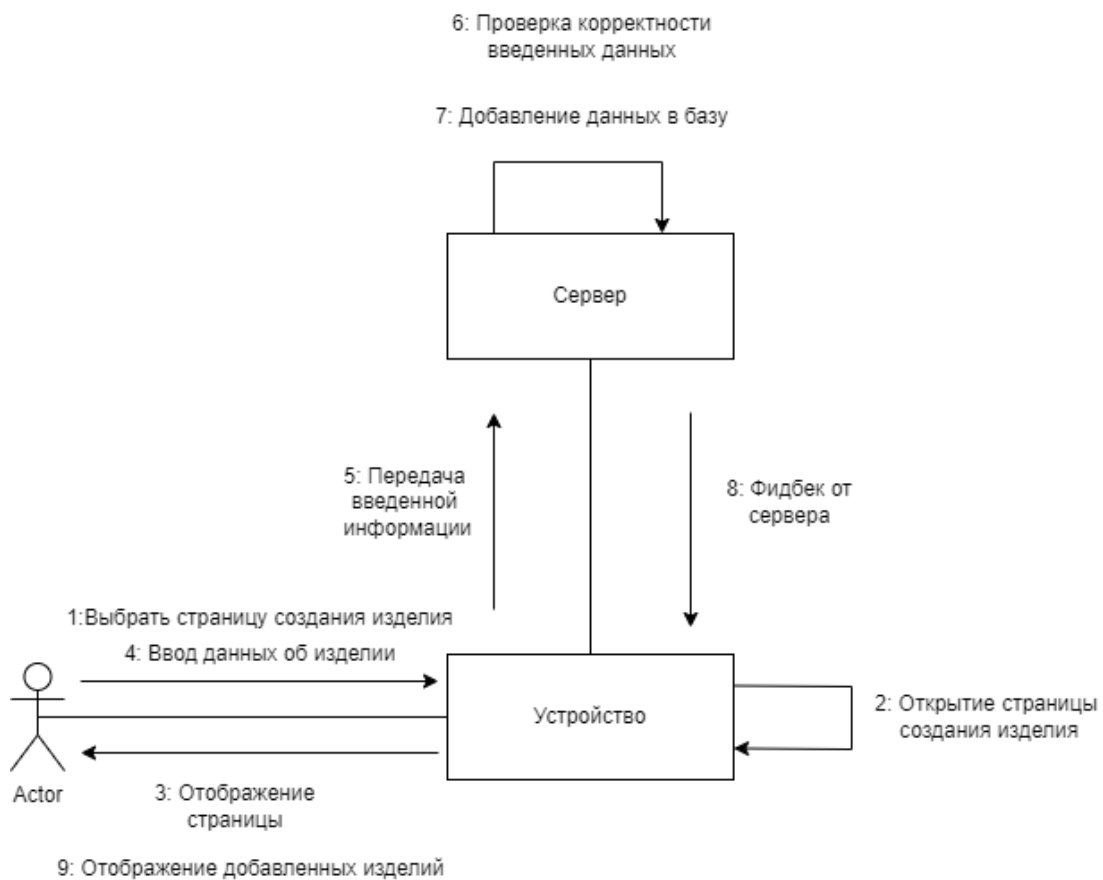 6: Проверка корректности
введенных данных
7: Добавление данных в базу
Сервер
5: Передача
введенной
информации
8: Фидбек от
сервера
1:Выбрать страницу создания изделия
4: Ввод данных об изделии
Устройство
2: Открытие страницы
создания изделия
Actor
3: Отображение
страницы
9: Отображение добавленных изделий